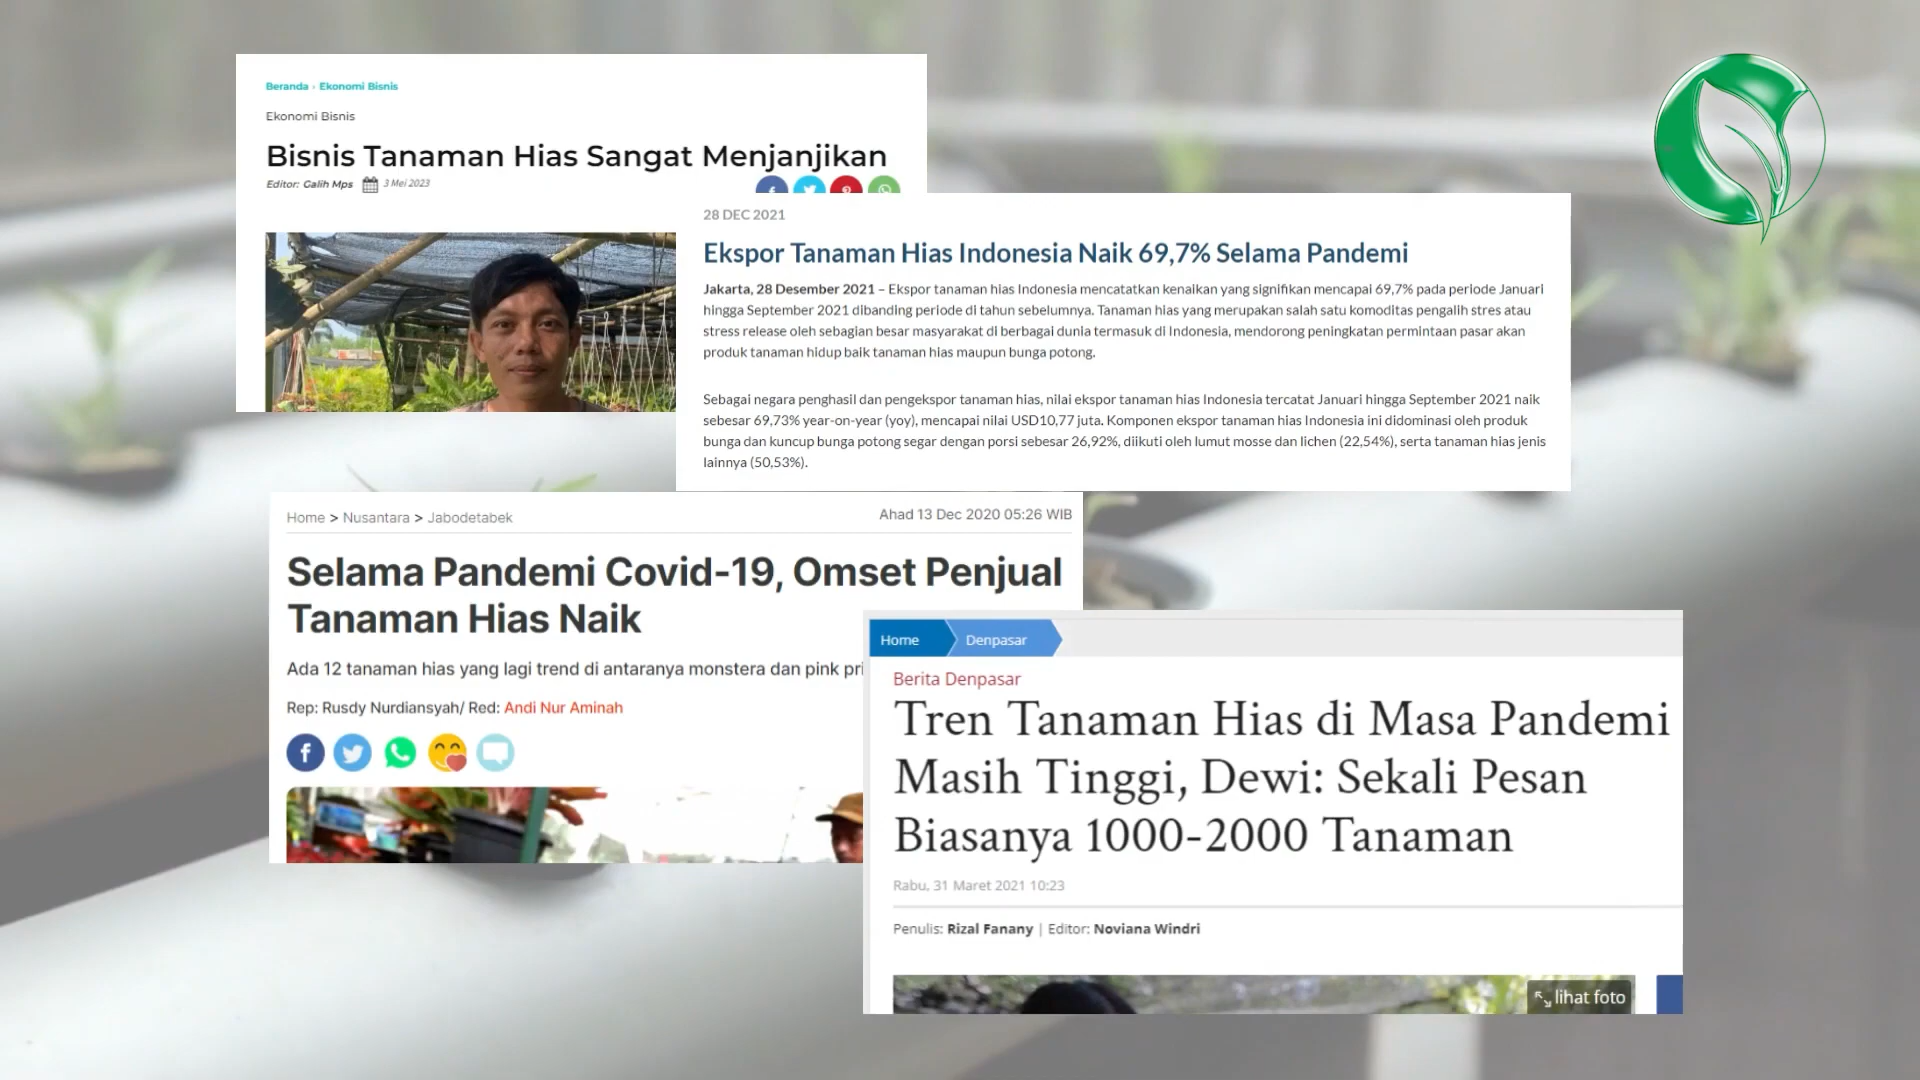 Beranda › Ekonomi Bisnis
Ekonomi Bisnis
Bisnis Tanaman Hias Sangat Menjanjikan
Editor: Galih Mps 3 Mei 2023
28 DEC 2021
Ekspor Tanaman Hias Indonesia Naik 69,7% Selama Pandemi
Jakarta, 28 Desember 2021 – Ekspor tanaman hias Indonesia mencatatkan kenaikan yang signifikan mencapai 69,7% pada periode Januari
hingga September 2021 dibanding periode di tahun sebelumnya. Tanaman hias yang merupakan salah satu komoditas pengalih stres atau
stress release oleh sebagian besar masyarakat di berbagai dunia termasuk di Indonesia, mendorong peningkatan permintaan pasar akan
produk tanaman hidup baik tanaman hias maupun bunga potong.
Sebagai negara penghasil dan pengekspor tanaman hias, nilai ekspor tanaman hias Indonesia tercatat Januari hingga September 2021 naik
sebesar 69,73% year-on-year (yoy), mencapai nilai USD10,77 juta. Komponen ekspor tanaman hias Indonesia ini didominasi oleh produk
bunga dan kuncup bunga potong segar dengan porsi sebesar 26,92%, diikuti oleh lumut mosse dan lichen (22,54%), serta tanaman hias jenis
lainnya (50,53%).
Home > Nusantara > Jabodetabek
Ahad 13 Dec 2020 05:26 WIB
Selama Pandemi Covid-19, Omset Penjual
Tanaman Hias Naik
Ada 12 tanaman hias yang lagi trend di antaranya monstera dan pink pri
Rep: Rusdy Nurdiansyah/ Red: Andi Nur Aminah
Home Denpasar
Berita Denpasar
Tren Tanaman Hias di Masa Pandemi
Masih Tinggi, Dewi: Sekali Pesan
Biasanya 1000-2000 Tanaman
Rabu, 31 Maret 2021 10:23
Penulis: Rizal Fanany | Editor: Noviana Windri
lihat foto